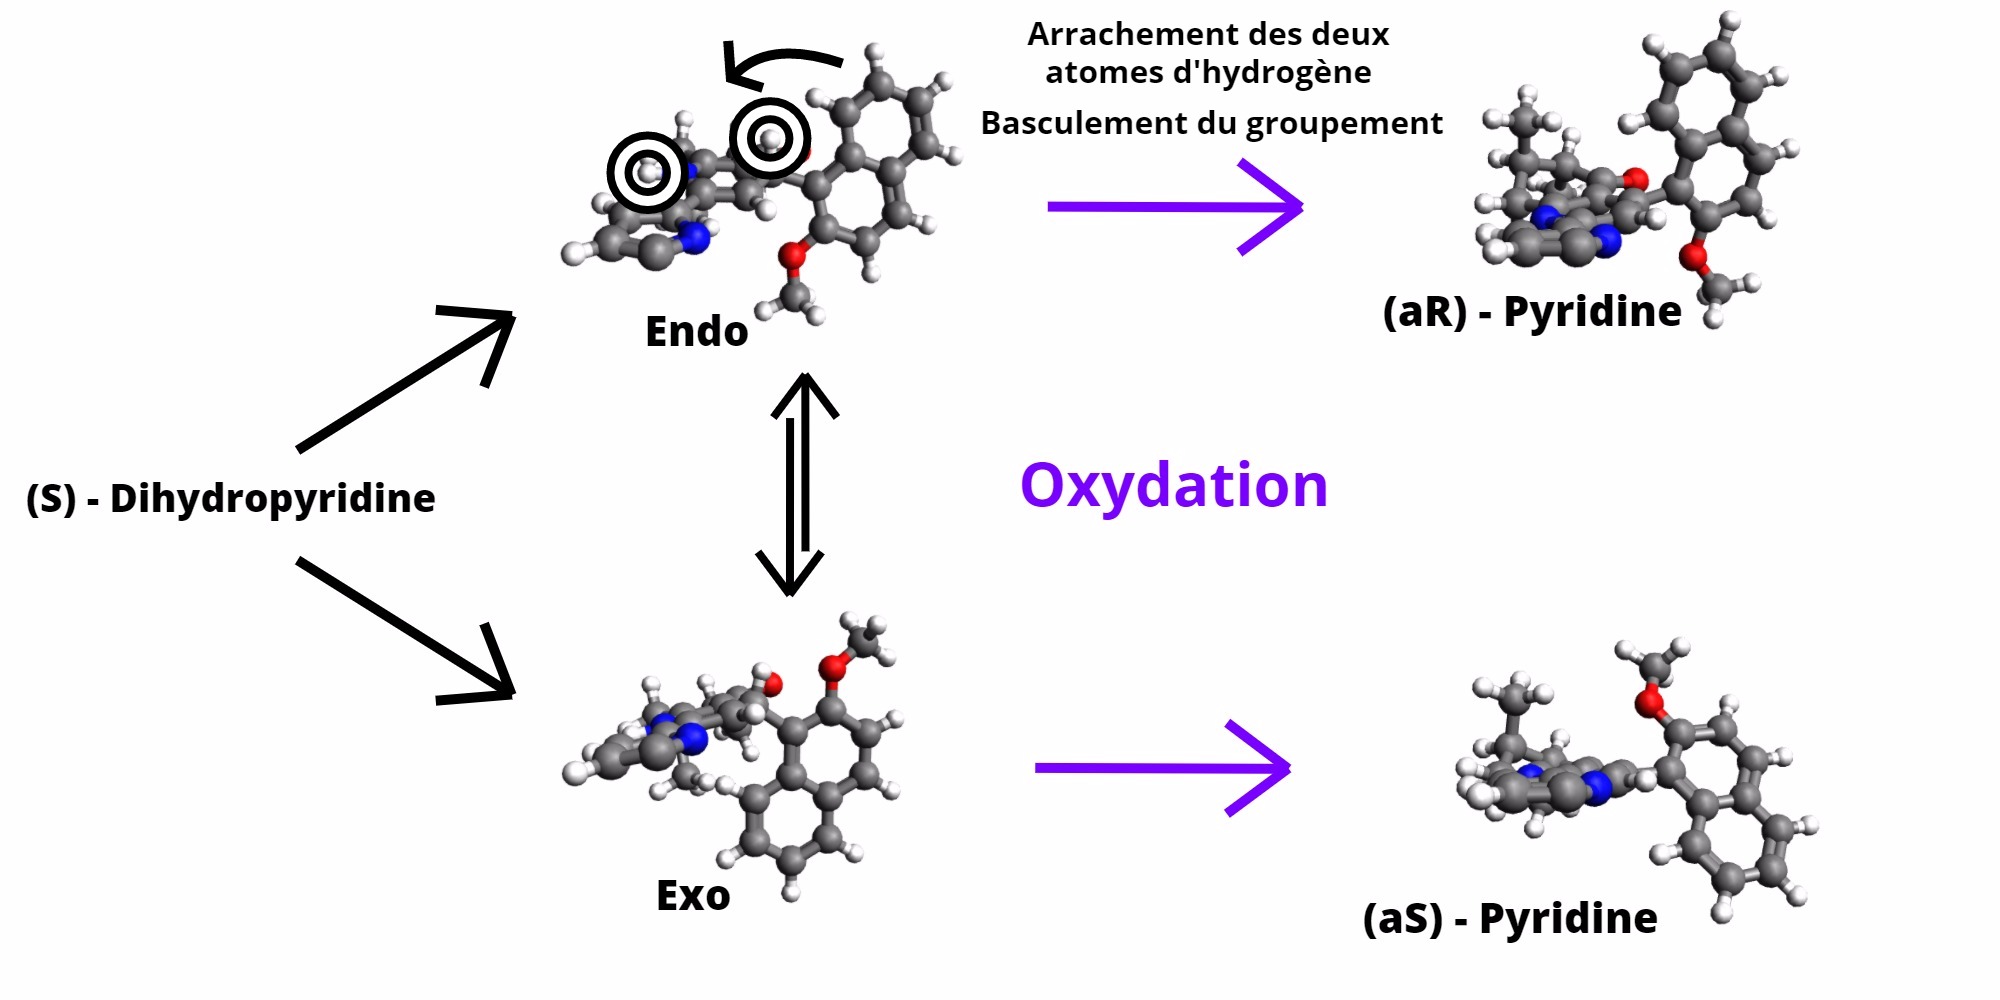 Arrachement des deux
atomes d'hydrogène
Basculement du groupement
Endo
(aR) - Pyridine
(S) - Dihydropyridine
Oxydation
Exo
(aS) - Pyridine